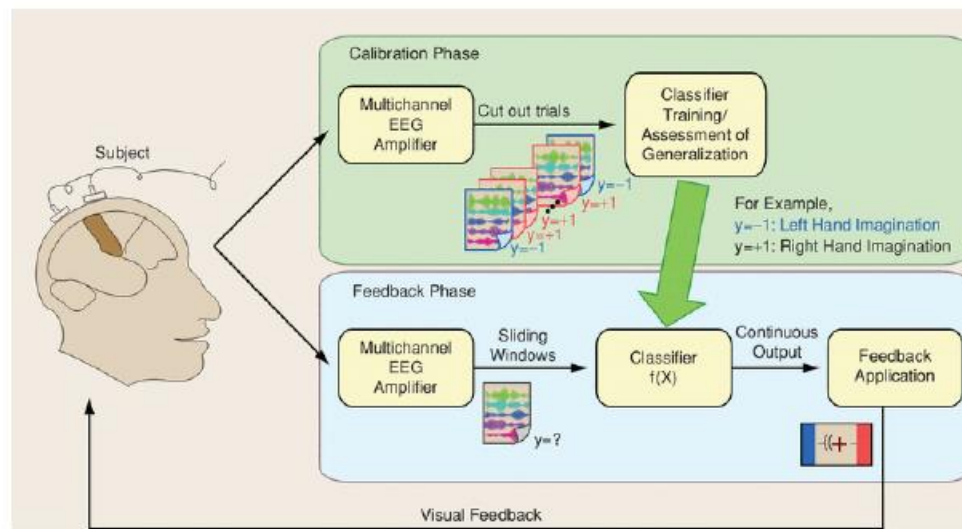 Calibration Phase
Multichannel
EEG
Amplifier
Cut out trials
Classifier
Training/
Assessment of
Generalization
Subject
y=−1
y=+1
y=+1
y=−1
For Example,
y=−1: Left Hand Imagination
y=+1: Right Hand Imagination
Feedback Phase
Multichannel
EEG
Amplifier
Sliding
Windows
y=?
Classifier
f(X)
Continuous
Output
Feedback
Application
Visual Feedback